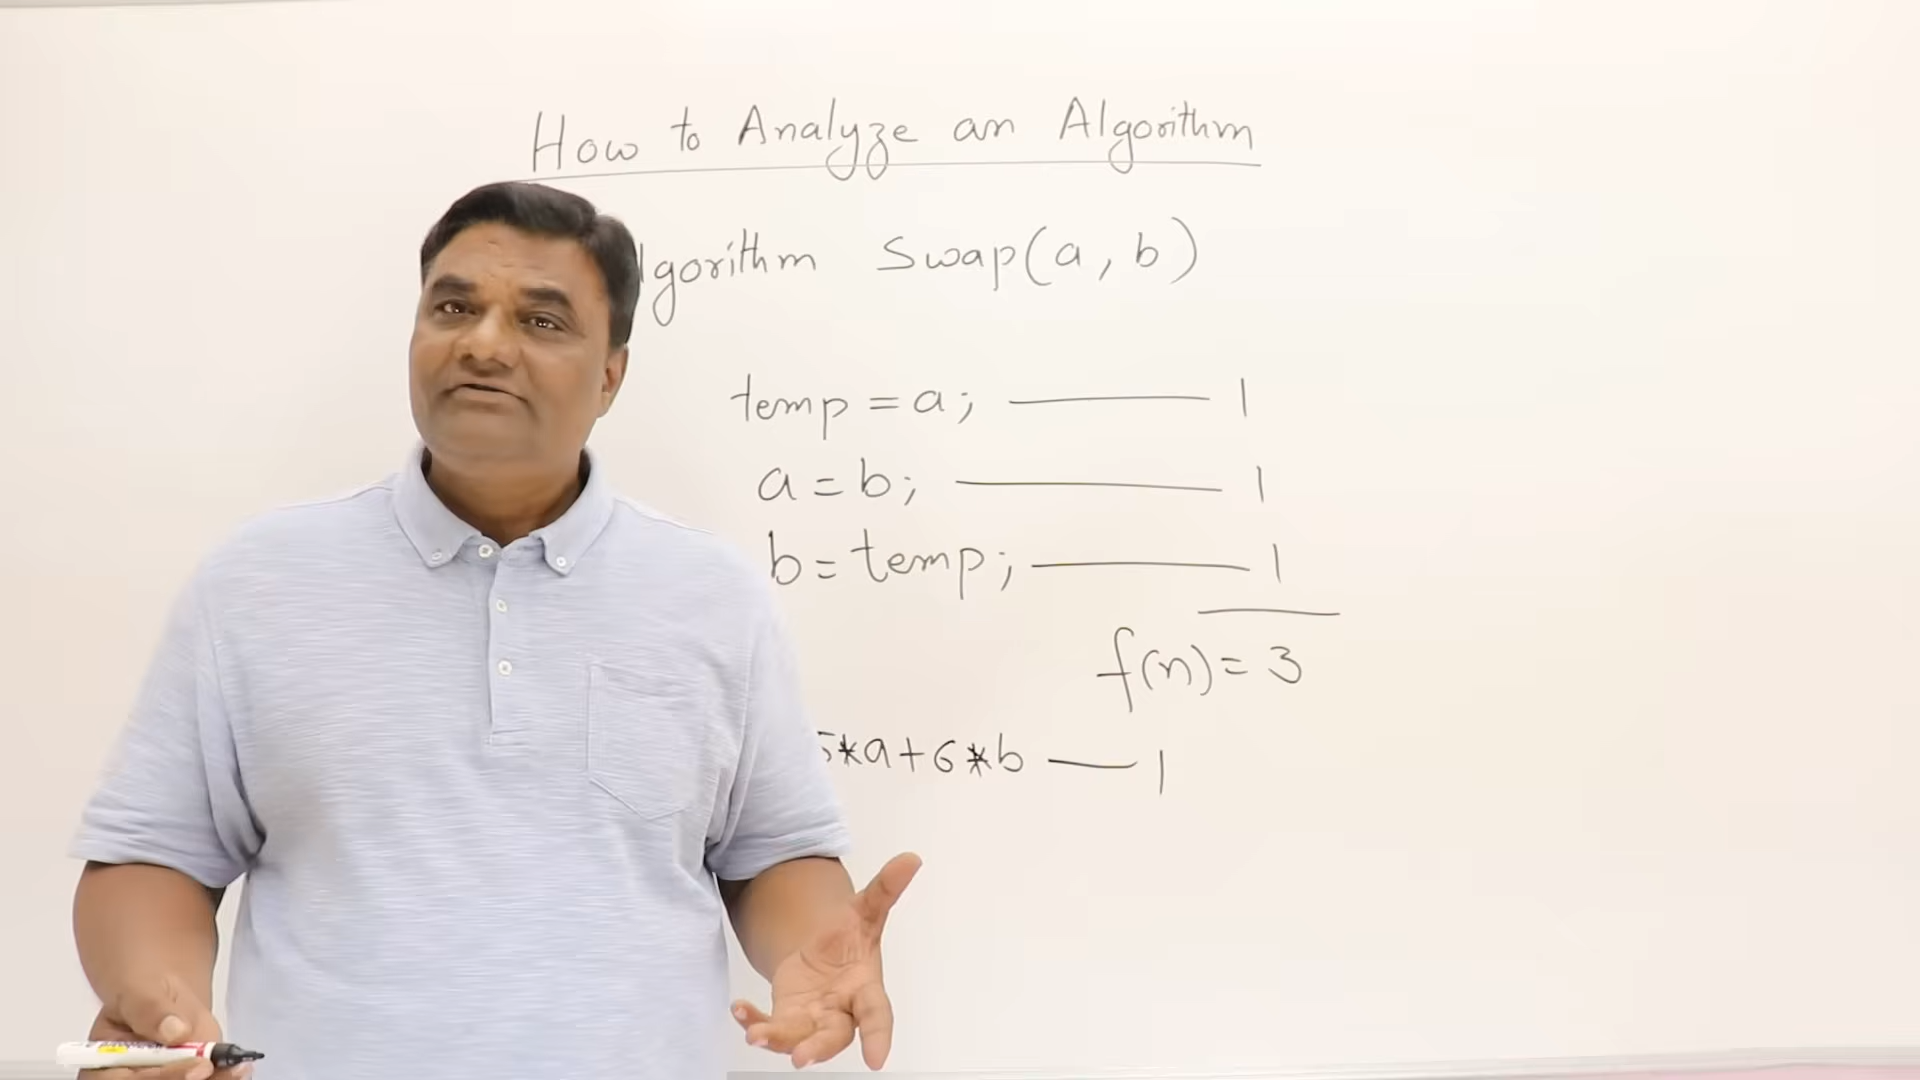 How to Analyze an Algorithm
lgorithm Swap(a, b)
temp = a; 1
a = b; 1
b = temp; 1
f(n) = 3
5*a+6*b 1